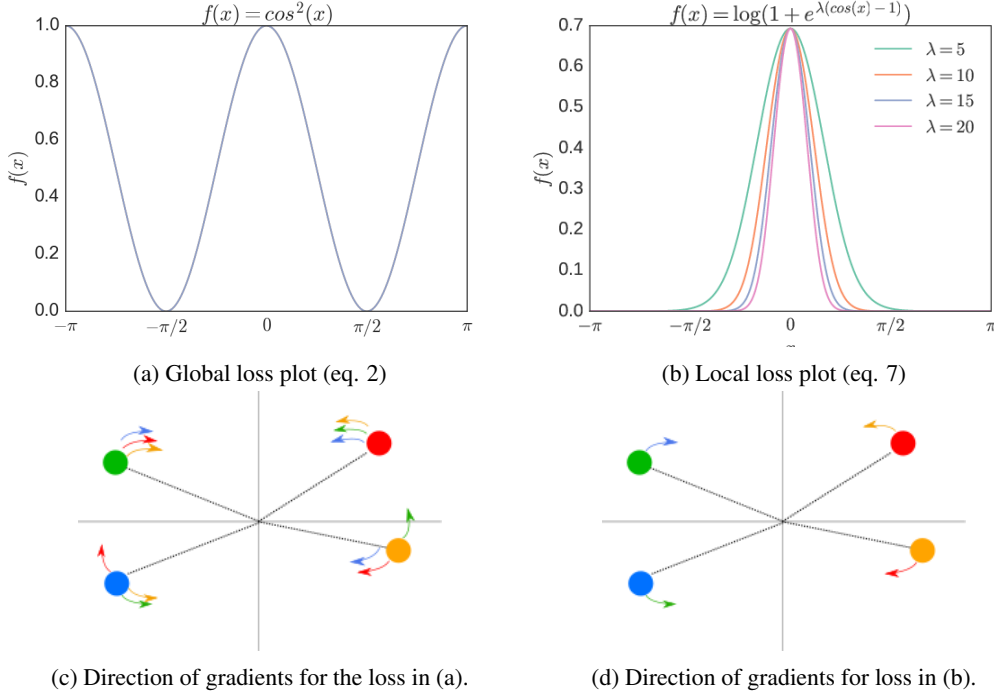 f(x) = cos²(x)
1.0
0.8
0.6
0.4
0.2
0.0
f(x)
−π
−π/2
0
π/2
π
(a) Global loss plot (eq. 2)
f(x) = log(1 + e^{λ(cos(x)−1)})
0.7
0.6
0.5
0.4
0.3
0.2
0.1
0.0
f(x)
λ = 5
λ = 10
λ = 15
λ = 20
−π
−π/2
0
π/2
π
(b) Local loss plot (eq. 7)
(c) Direction of gradients for the loss in (a).
(d) Direction of gradients for loss in (b).